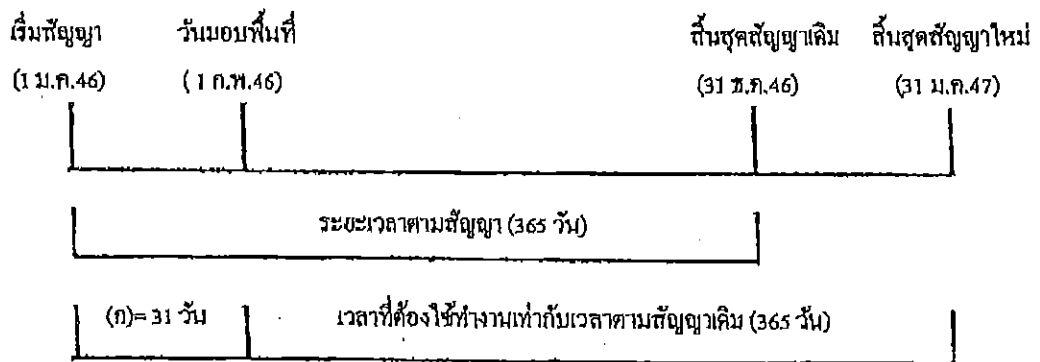 เริ่มสัญญา วันมอบพื้นที่ สิ้นสุดสัญญาเดิม สิ้นสุดสัญญาใหม่
(1 ม.ค.46) ( 1 ก.พ.46) (31 ธ.ค.46) (31 ม.ค.47)
ระยะเวลาตามสัญญา (365 วัน)
(ก)= 31 วัน เวลาที่ต้องใช้ทำงานเท่ากับเวลาตามสัญญาเดิม (365 วัน)